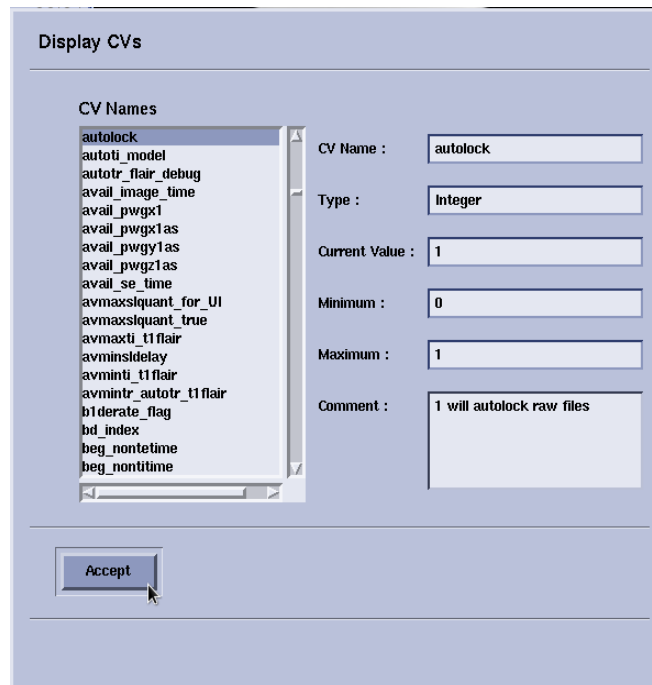 Display CVs
CV Names
autolock
autoti_model
autotr_flair_debug
avail_image_time
avail_pwgx1
avail_pwgx1as
avail_pwgy1as
avail_pwgz1as
avail_se_time
avmaxslquant_for_UI
avmaxslquant_true
avmaxti_t1flair
avminsldelay
avminti_t1flair
avmintr_autotr_t1flair
b1derate_flag
bd_index
beg_nontetime
beg_nontitime
CV Name : autolock
Type : Integer
Current Value : 1
Minimum : 0
Maximum : 1
Comment : 1 will autolock raw files
Accept